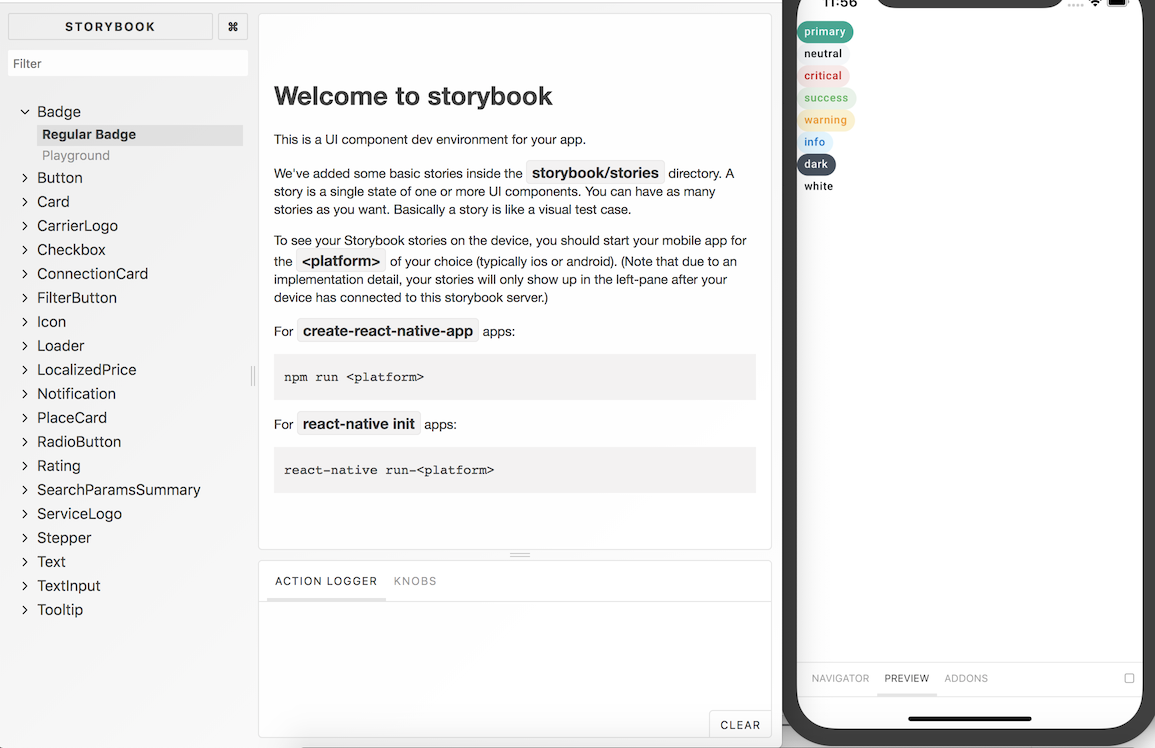 STORYBOOK
⌘
Filter
Badge
Regular Badge
Playground
Button
Card
CarrierLogo
Checkbox
ConnectionCard
FilterButton
Icon
Loader
LocalizedPrice
Notification
PlaceCard
RadioButton
Rating
SearchParamsSummary
ServiceLogo
Stepper
Text
TextInput
Tooltip
Welcome to storybook
This is a UI component dev environment for your app.
We've added some basic stories inside the storybook/stories directory. A
story is a single state of one or more UI components. You can have as many
stories as you want. Basically a story is like a visual test case.
To see your Storybook stories on the device, you should start your mobile app for
the <platform> of your choice (typically ios or android). (Note that due to an
implementation detail, your stories will only show up in the left-pane after your
device has connected to this storybook server.)
For create-react-native-app apps:
npm run <platform>
For react-native init apps:
react-native run-<platform>
ACTION LOGGER KNOBS
CLEAR
11:56
primary
neutral
critical
success
warning
info
dark
white
NAVIGATOR PREVIEW ADDONS